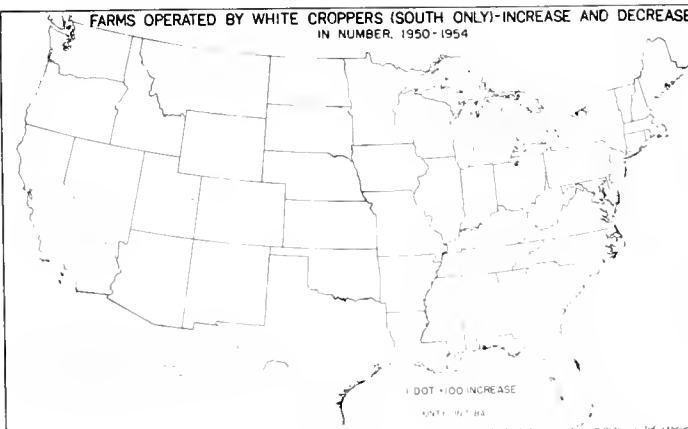 FARMS OPERATED BY WHITE CROPPERS (SOUTH ONLY)-INCREASE AND DECREASE
IN NUMBER, 1950-1954
1 DOT =100 INCREASE